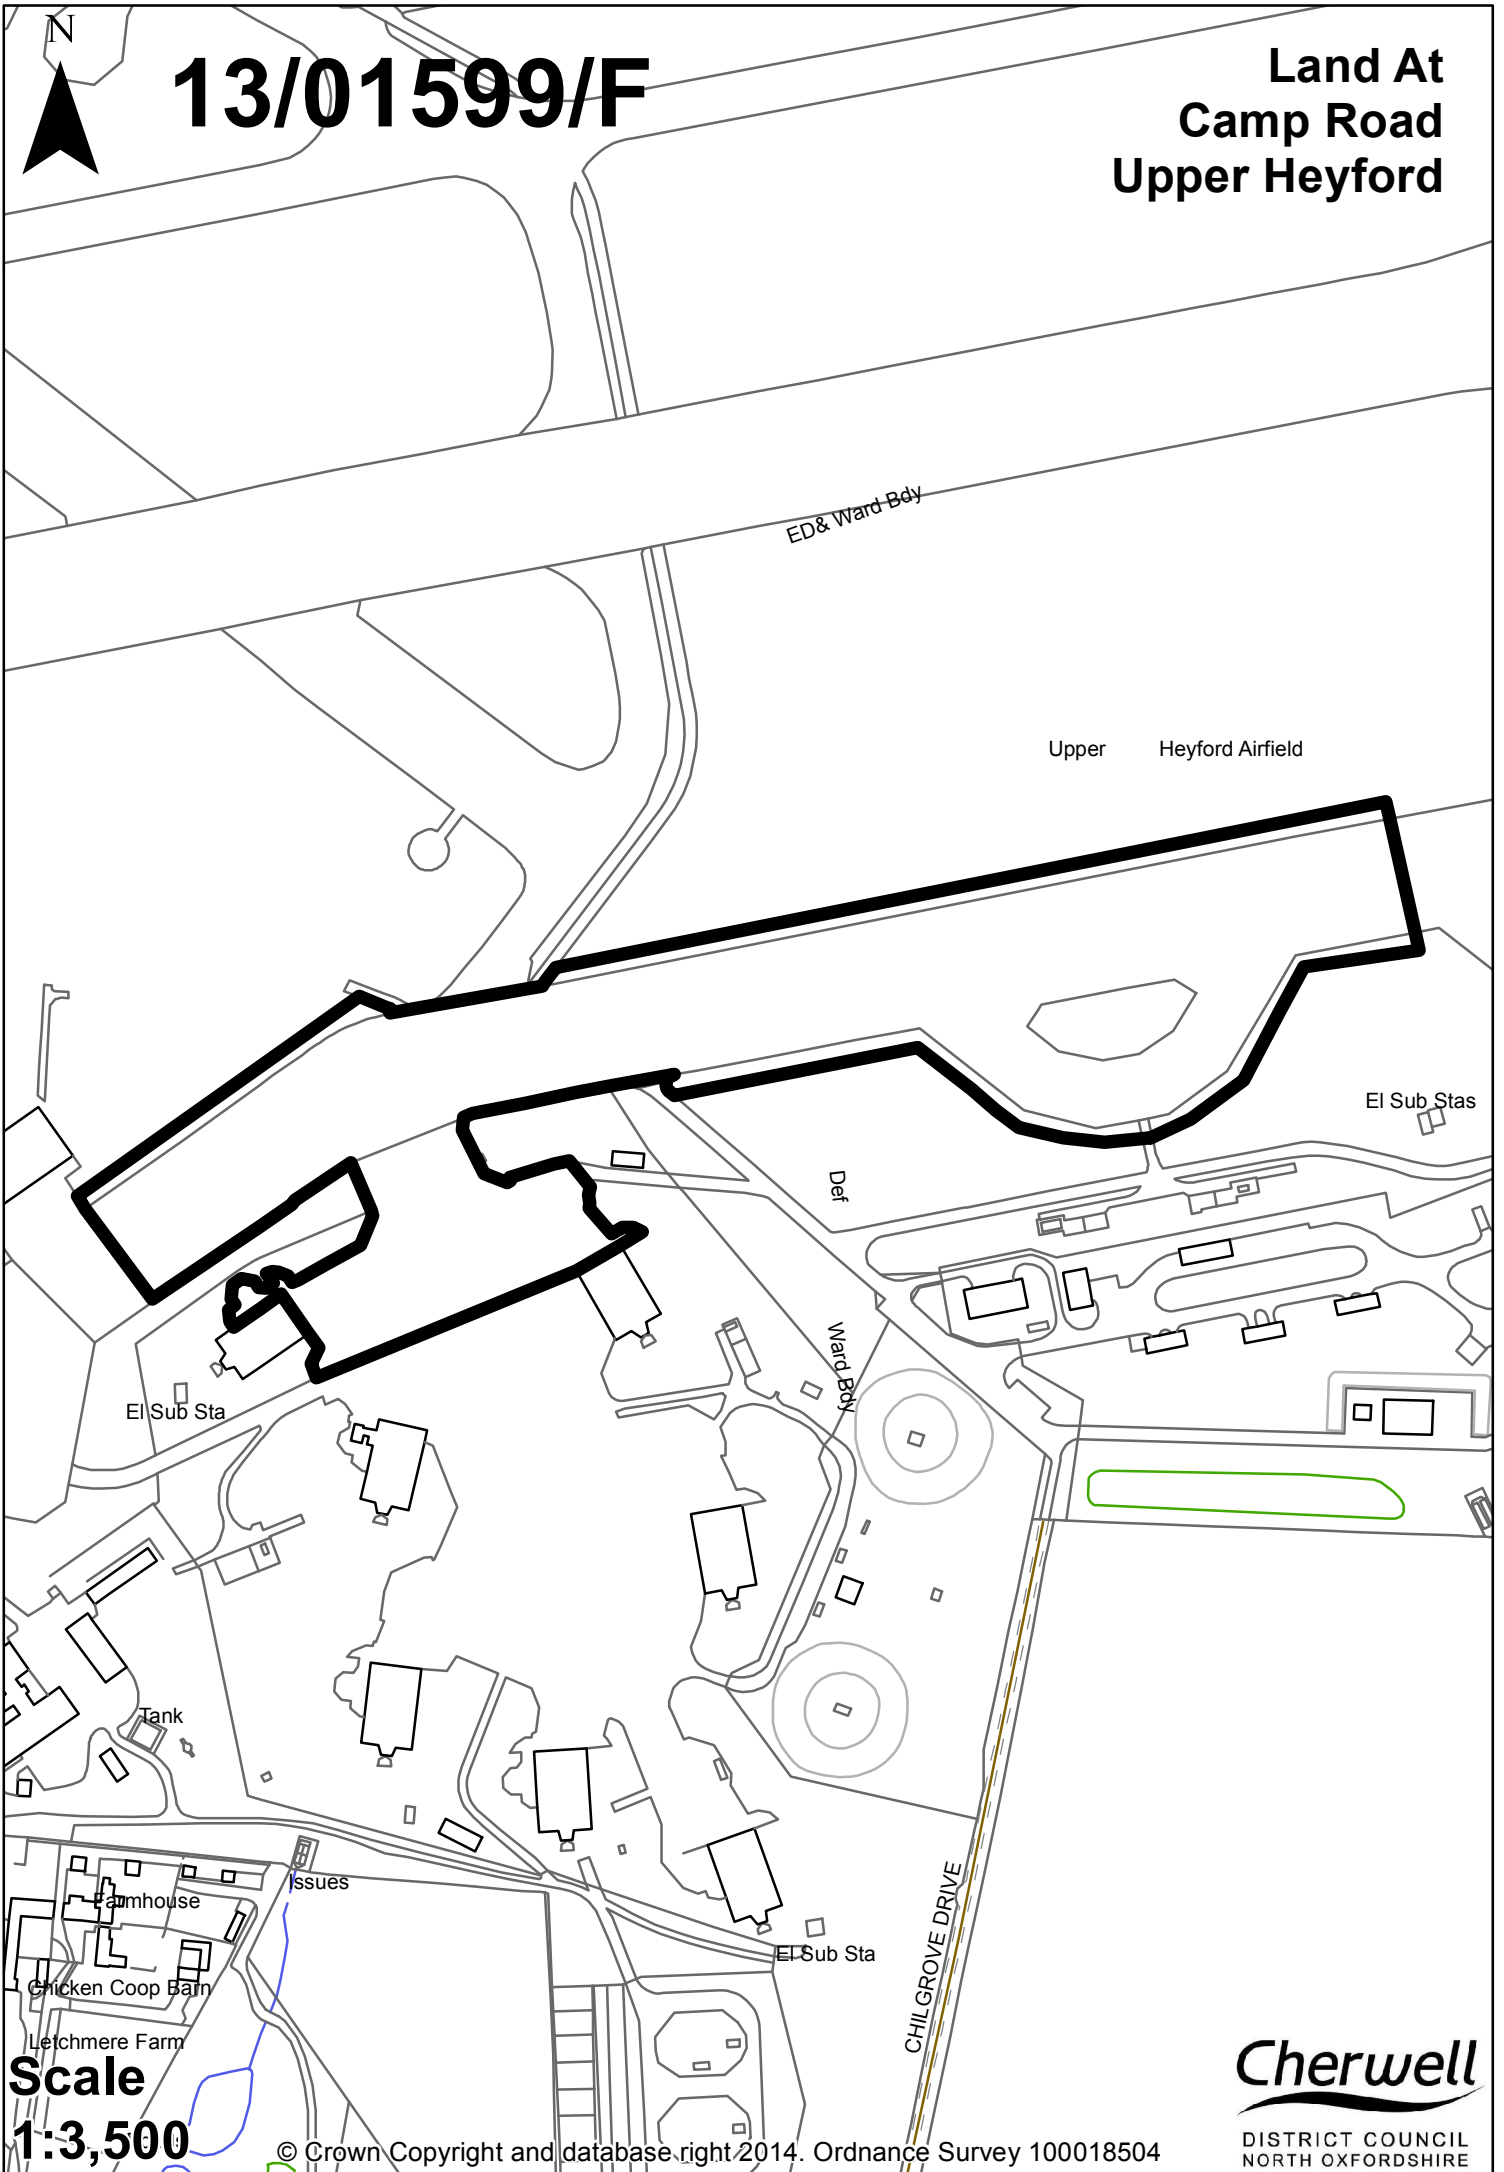 N
13/01599/F
Land At
Camp Road
Upper Heyford
ED& Ward Bdy
Upper Heyford Airfield
El Sub Stas
Def
Ward Bdy
El Sub Sta
Tank
Issues
Farmhouse
El Sub Sta
Chicken Coop Barn
CHILGROVE DRIVE
Letchmere Farm
Scale
1:3,500
© Crown Copyright and database right 2014. Ordnance Survey 100018504
Cherwell
DISTRICT COUNCIL
NORTH OXFORDSHIRE